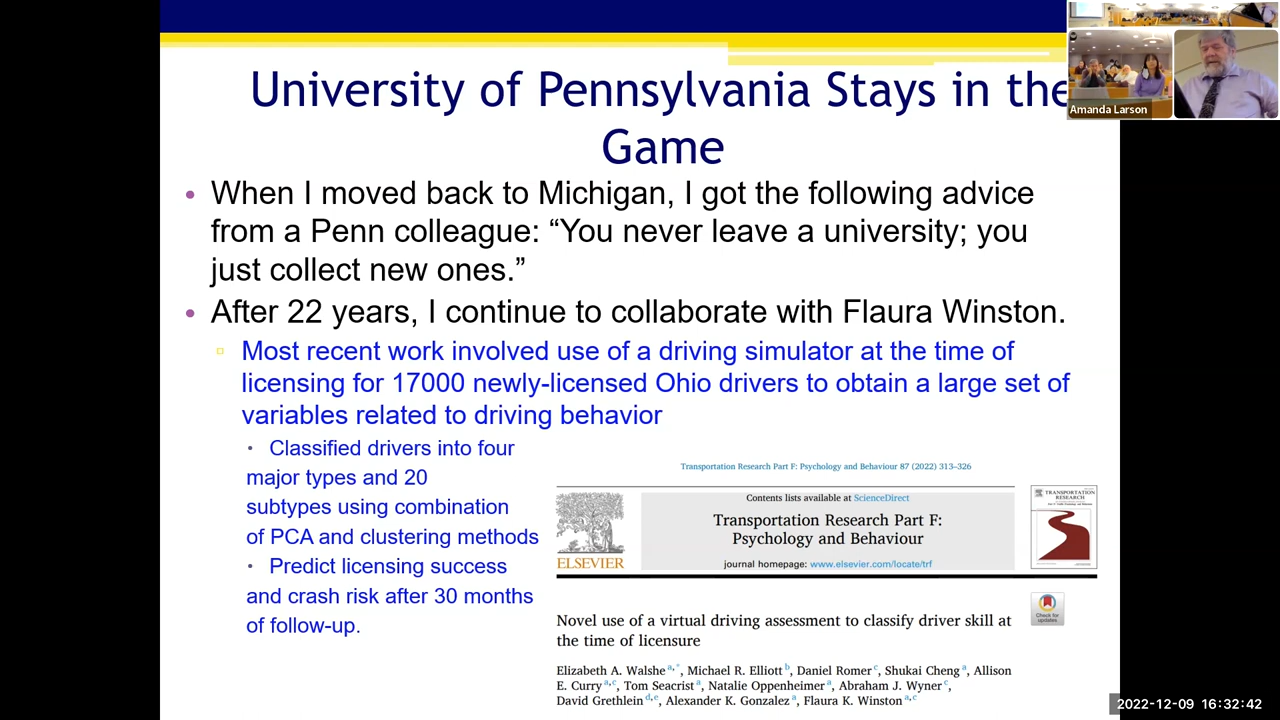 University of Pennsylvania Stays in the
Game
Amanda Larson
• When I moved back to Michigan, I got the following advice
from a Penn colleague: “You never leave a university; you
just collect new ones.”
• After 22 years, I continue to collaborate with Flaura Winston.
▫ Most recent work involved use of a driving simulator at the time of
licensing for 17000 newly-licensed Ohio drivers to obtain a large set of
variables related to driving behavior
• Classified drivers into four
major types and 20
subtypes using combination
of PCA and clustering methods
• Predict licensing success
and crash risk after 30 months
of follow-up.
Transportation Research Part F: Psychology and Behaviour 87 (2022) 313–326
Contents lists available at ScienceDirect
Transportation Research Part F:
Psychology and Behaviour
journal homepage: www.elsevier.com/locate/trf
ELSEVIER
TRANSPORTATION
RESEARCH
Check for
updates
Novel use of a virtual driving assessment to classify driver skill at
the time of licensure
Elizabeth A. Walshe a,*, Michael R. Elliott b, Daniel Romer c, Shukai Cheng a, Allison
E. Curry a,c, Tom Seacrist a, Natalie Oppenheimer a, Abraham J. Wyner c,
David Grethlein d,e, Alexander K. Gonzalez a, Flaura K. Winston a,c
2022-12-09 16:32:42